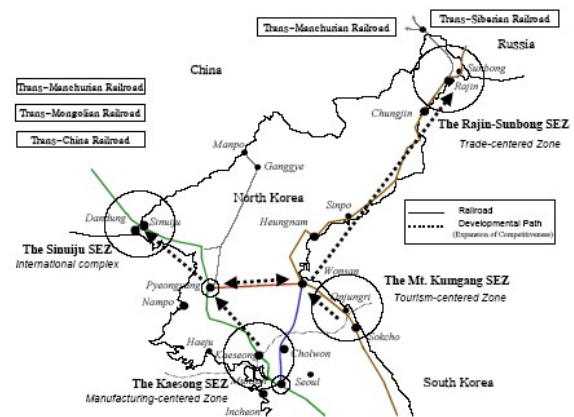 Trans-Siberian Railroad
Trans-Manchurian Railroad
Russia
China
Sunbong
Rajin
Trans-Manchurian Railroad
Trans-Mongolian Railroad
Trans-China Railroad
Chungjin
The Rajin-Sunbong SEZ
Trade-centered Zone
Manpo
Ganggye
North Korea
Railroad
Developmental Path
(Expansion of Competitiveness)
Dandung
Sinuiju
Sinpo
Heungnam
The Sinuiju SEZ
International complex
Wonsan
Pyeongyang
The Mt. Kumgang SEZ
Tourism-centered Zone
Onjungri
Nampo
Sokcho
Haeju
Kaeseong
Cholwon
The Kaesong SEZ
Manufacturing-centered Zone
Seoul
South Korea
Incheon